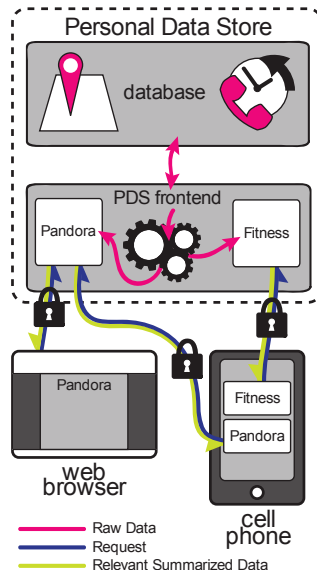 Personal Data Store
database
PDS frontend
Pandora
Fitness
Pandora
Fitness
Pandora
web
browser
cell
phone
Raw Data
Request
Relevant Summarized Data